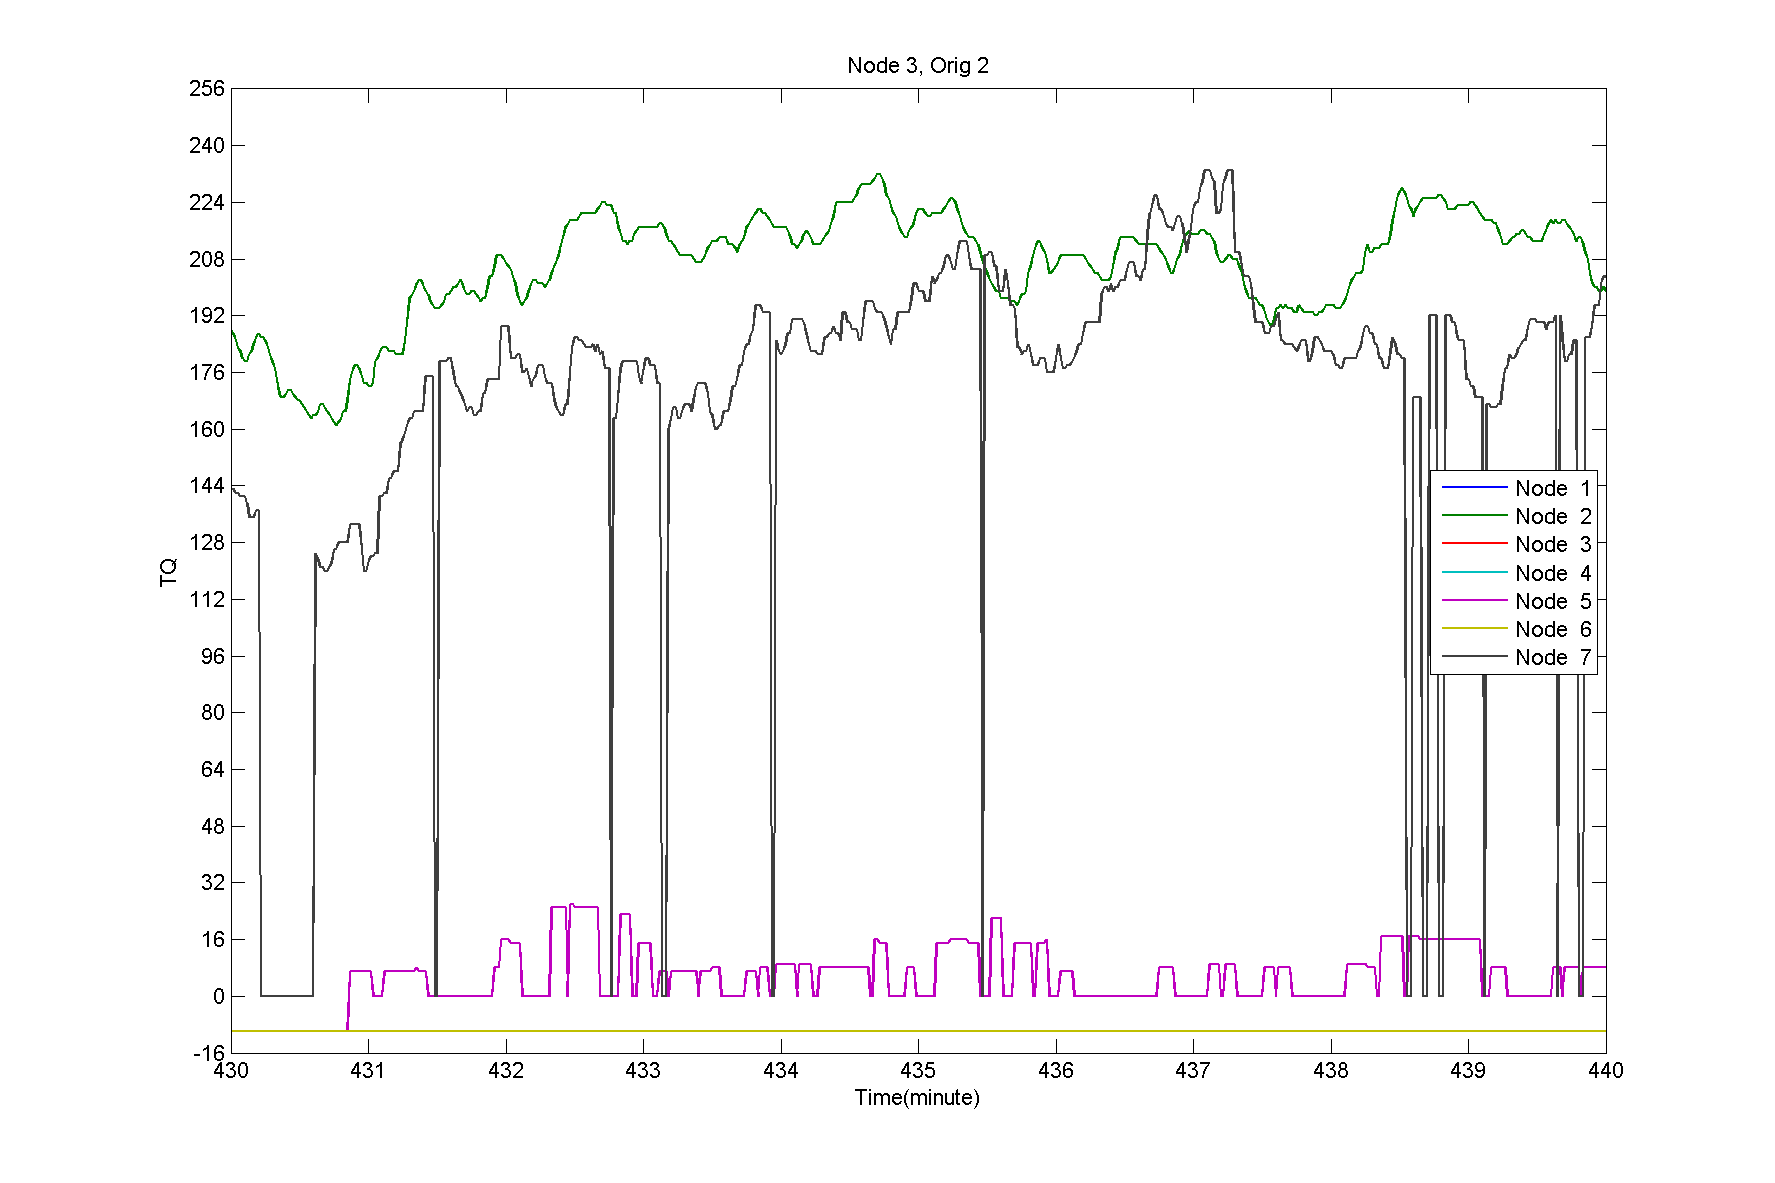 Node 3, Orig 2
256
240
224
208
192
176
160
144
128
112
96
80
64
48
32
16
0
-16
TQ
Node 1
Node 2
Node 3
Node 4
Node 5
Node 6
Node 7
430 431 432 433 434 435 436 437 438 439 440
Time(minute)